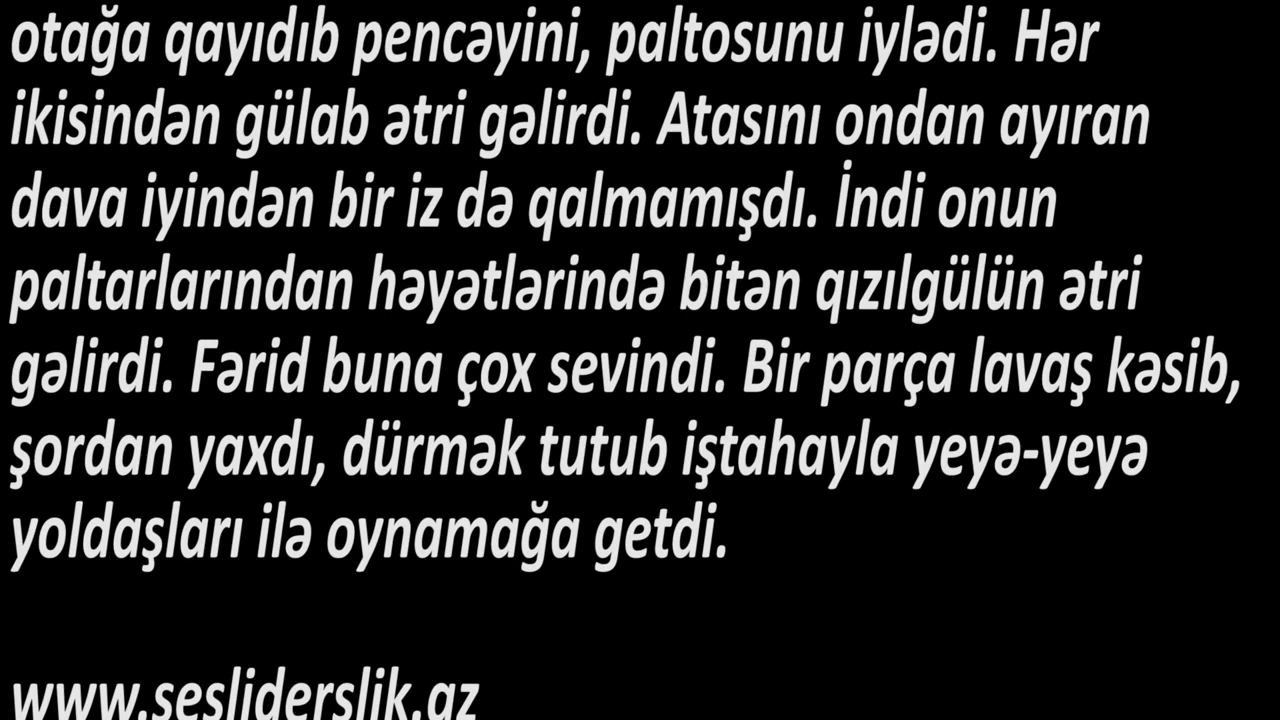 otağa qayıdıb pencəyini, paltosunu iylədi. Hər
ikisindən gülab ətri gəlirdi. Atasını ondan ayıran
dava iyindən bir iz də qalmamışdı. İndi onun
paltarlarından həyətlərində bitən qızılgülün ətri
gəlirdi. Fərid buna çox sevindi. Bir parça lavaş kəsib,
şordan yaxdı, dürmək tutub iştahayla yeyə-yeyə
yoldaşları ilə oynamağa getdi.
www.sesliderslik.az